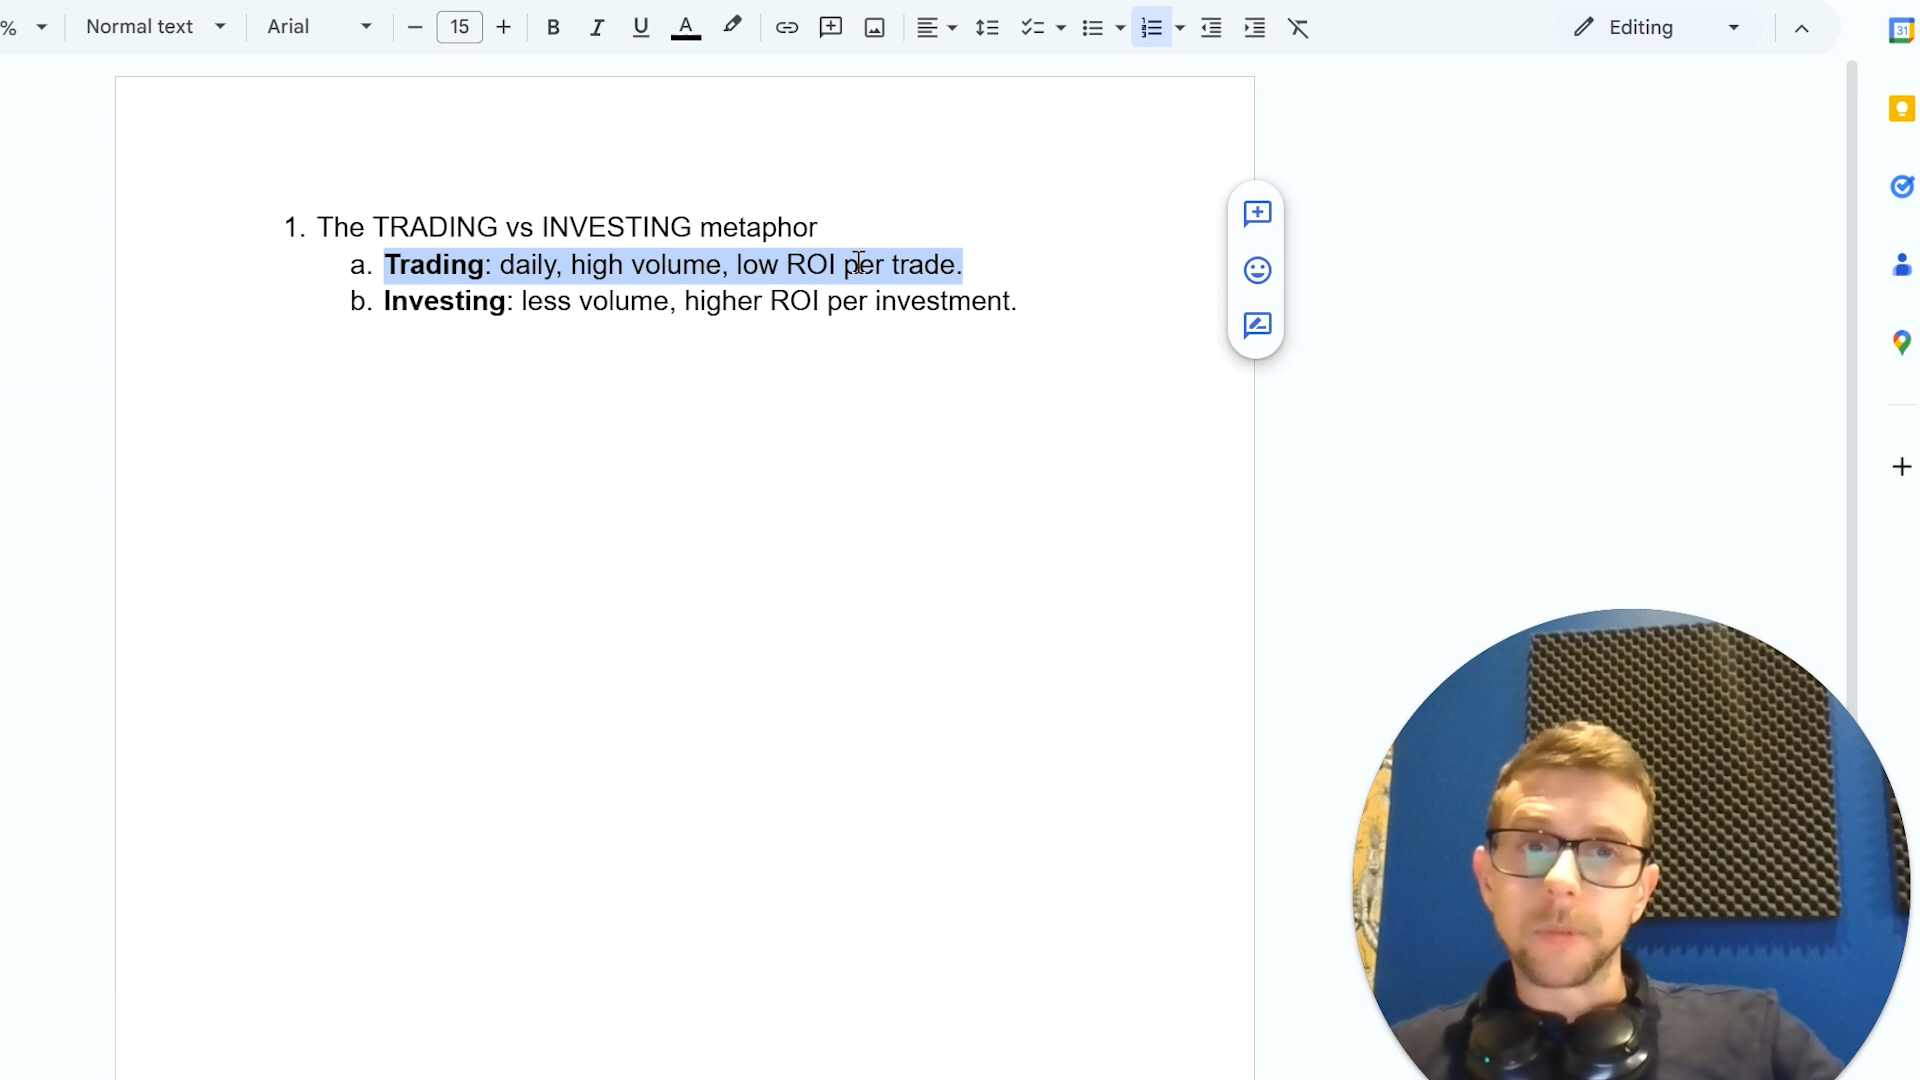 %
Normal text
Arial
15
B
I
U
A
Editing
31
1. The TRADING vs INVESTING metaphor
a. Trading: daily, high volume, low ROI per trade.
b. Investing: less volume, higher ROI per investment.